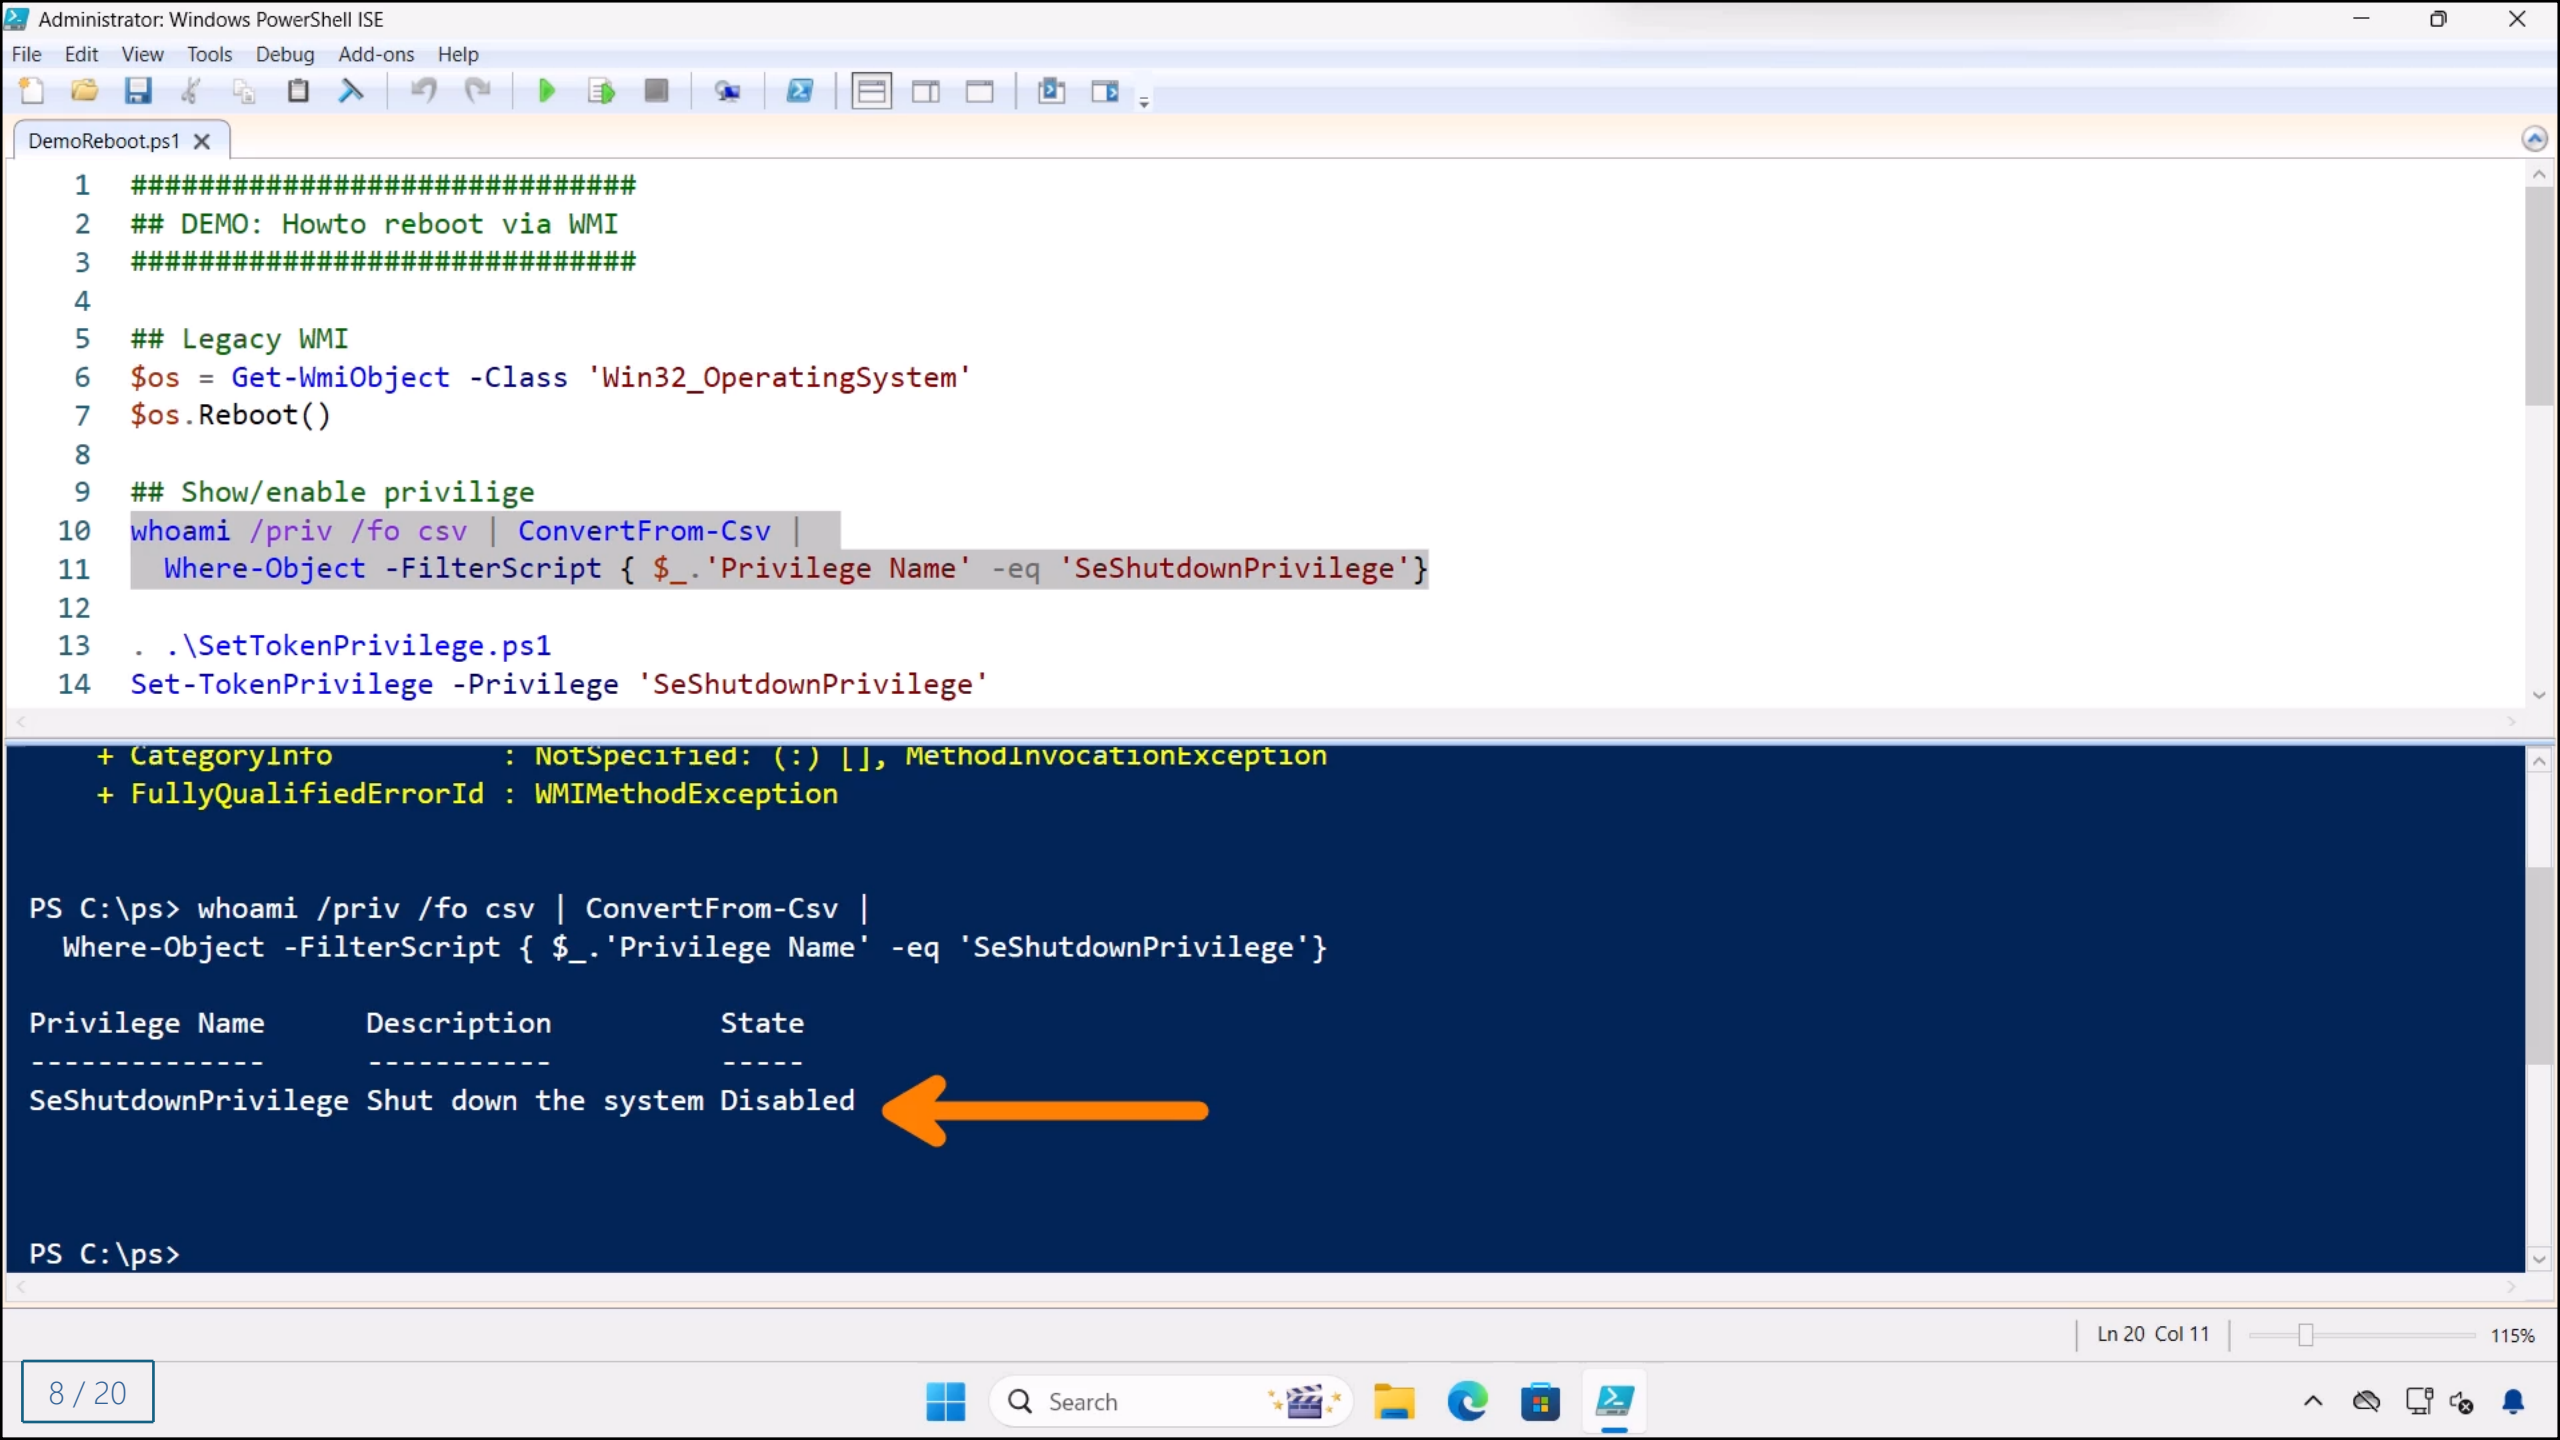 Administrator: Windows PowerShell ISE
File Edit View Tools Debug Add-ons Help
DemoReboot.ps1
1 ##############################
2 ## DEMO: Howto reboot via WMI
3 ##############################
4
5 ## Legacy WMI
6 $os = Get-WmiObject -Class 'Win32_OperatingSystem'
7 $os.Reboot()
8
9 ## Show/enable privilige
10 whoami /priv /fo csv | ConvertFrom-Csv |
11   Where-Object -FilterScript { $_.'Privilege Name' -eq 'SeShutdownPrivilege'}
12
13 . .\SetTokenPrivilege.ps1
14 Set-TokenPrivilege -Privilege 'SeShutdownPrivilege'
    + CategoryInfo          : NotSpecified: (:) [], MethodInvocationException
    + FullyQualifiedErrorId : WMIMethodException
PS C:\ps> whoami /priv /fo csv | ConvertFrom-Csv |
  Where-Object -FilterScript { $_.'Privilege Name' -eq 'SeShutdownPrivilege'}
Privilege Name      Description          State
--------------      -----------          -----
SeShutdownPrivilege Shut down the system Disabled
PS C:\ps>
Ln 20 Col 11 115%
8 / 20
Search